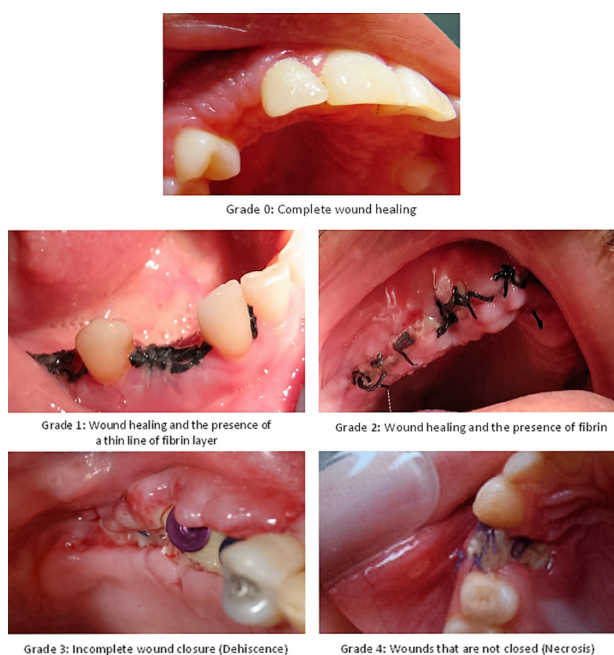 Grade 0: Complete wound healing
Grade 1: Wound healing and the presence of
a thin line of fibrin layer
Grade 2: Wound healing and the presence of fibrin
Grade 3: Incomplete wound closure (Dehiscence)
Grade 4: Wounds that are not closed (Necrosis)